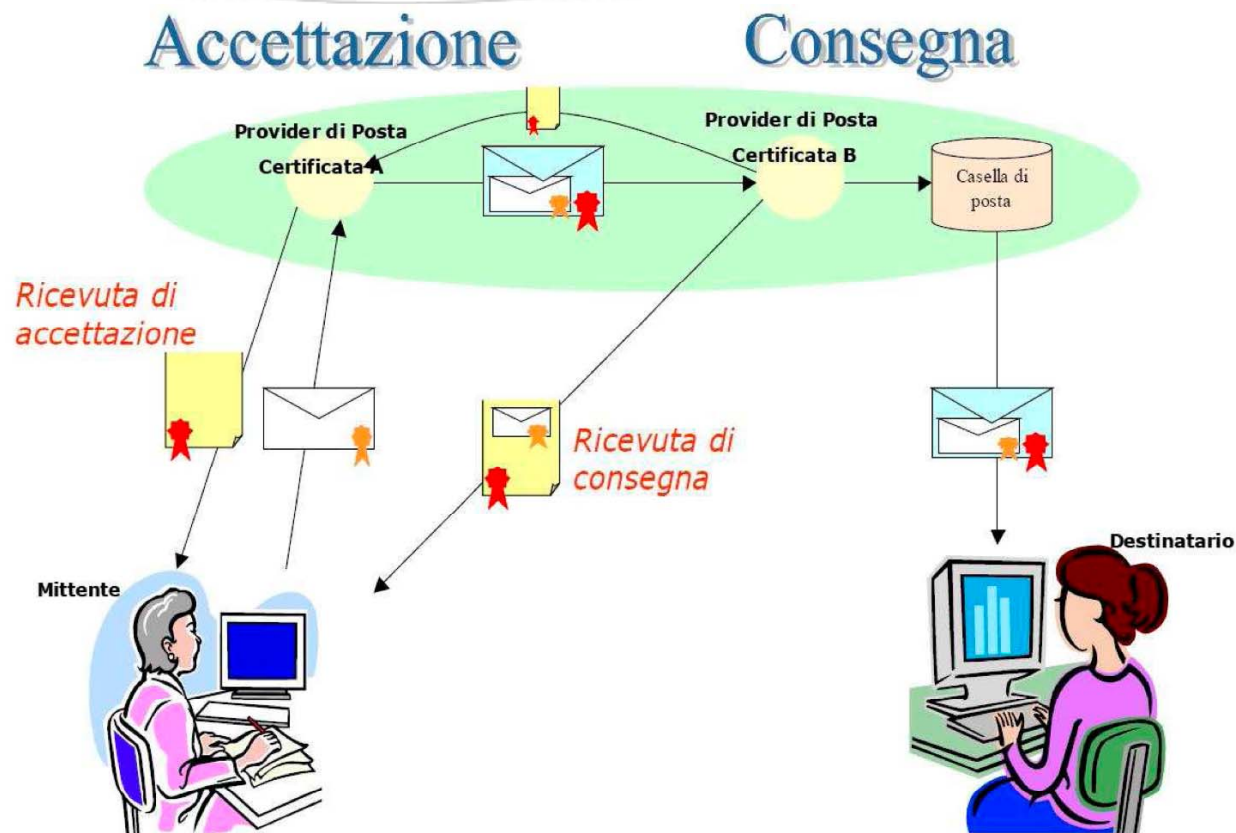 Accettazione
Consegna
Provider di Posta
Certificata A
Provider di Posta
Certificata B
Casella di
posta
Ricevuta di
accettazione
Ricevuta di
consegna
Mittente
Destinatario